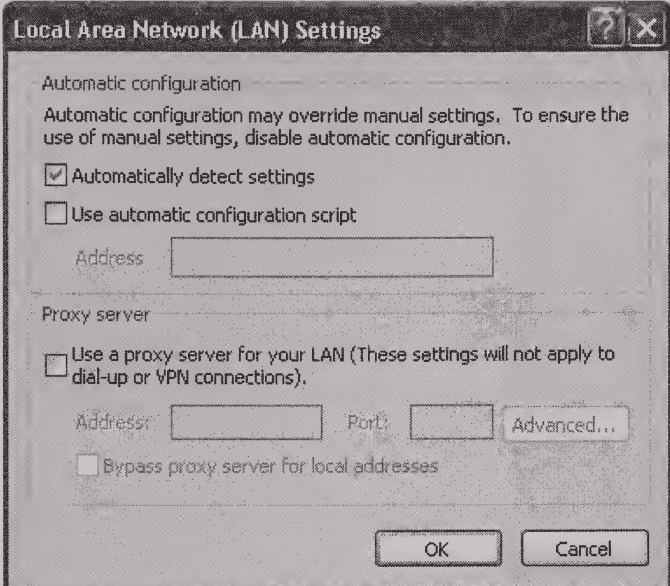 Local Area Network (LAN) Settings
Automatic configuration
Automatic configuration may override manual settings. To ensure the
use of manual settings, disable automatic configuration.
Automatically detect settings
Use automatic configuration script
Address
Proxy server
Use a proxy server for your LAN (These settings will not apply to
dial-up or VPN connections).
Address: Port: Advanced...
Bypass proxy server for local addresses
OK Cancel